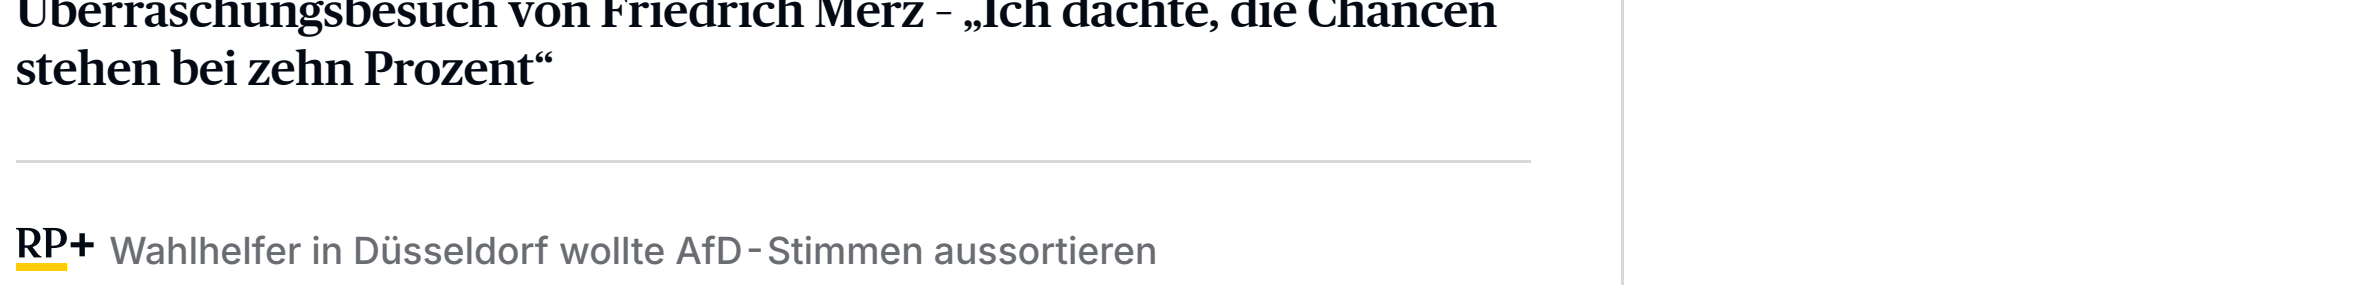 Überraschungsbesuch von Friedrich Merz – „Ich dachte, die Chancen
stehen bei zehn Prozent“
RP+ Wahlhelfer in Düsseldorf wollte AfD-Stimmen aussortieren